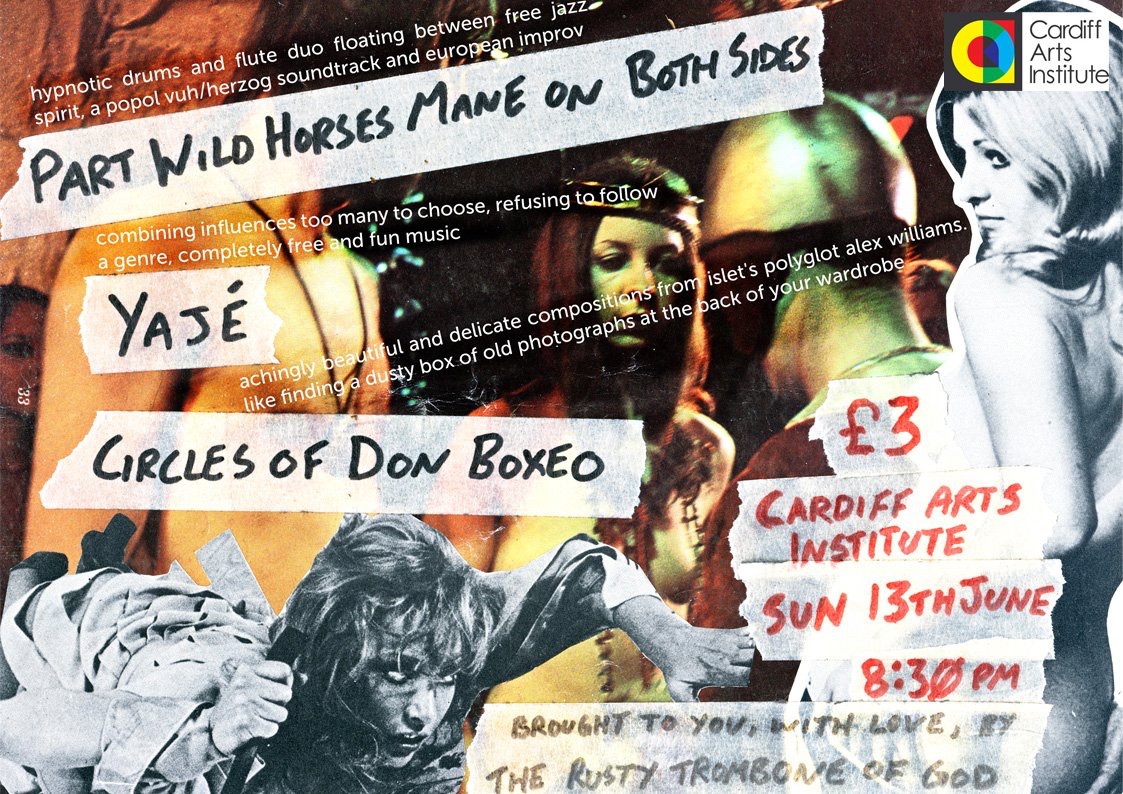 hypnotic drums and flute duo floating between free jazz
spirit, a popol vuh/herzog soundtrack and european improv
PART WILD HORSES MANE ON BOTH SIDES
combining influences too many to choose, refusing to follow
a genre, completely free and fun music
YAJÉ
achingly beautiful and delicate compositions from islet's polyglot alex williams.
like finding a dusty box of old photographs at the back of your wardrobe
CIRCLES OF DON BOXEO
Cardiff
Arts
Institute
£3
CARDIFF ARTS
INSTITUTE
SUN 13TH JUNE
8:30 PM
BROUGHT TO YOU, WITH LOVE, BY
THE RUSTY TROMBONE OF GOD
33